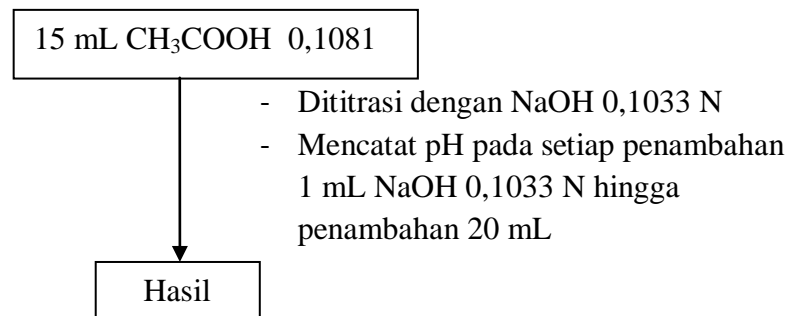 15 mL CH₃COOH 0,1081
- Dititrasi dengan NaOH 0,1033 N
- Mencatat pH pada setiap penambahan
1 mL NaOH 0,1033 N hingga
penambahan 20 mL
Hasil